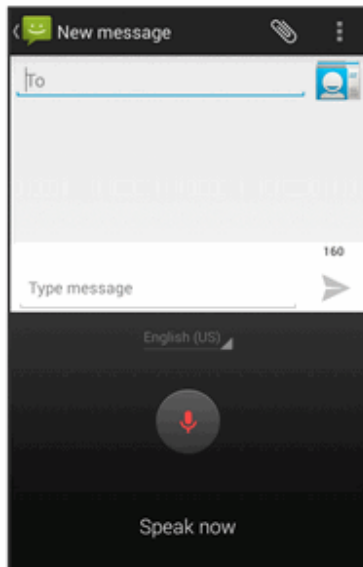 New message
To
160
Type message
English (US)
Speak now